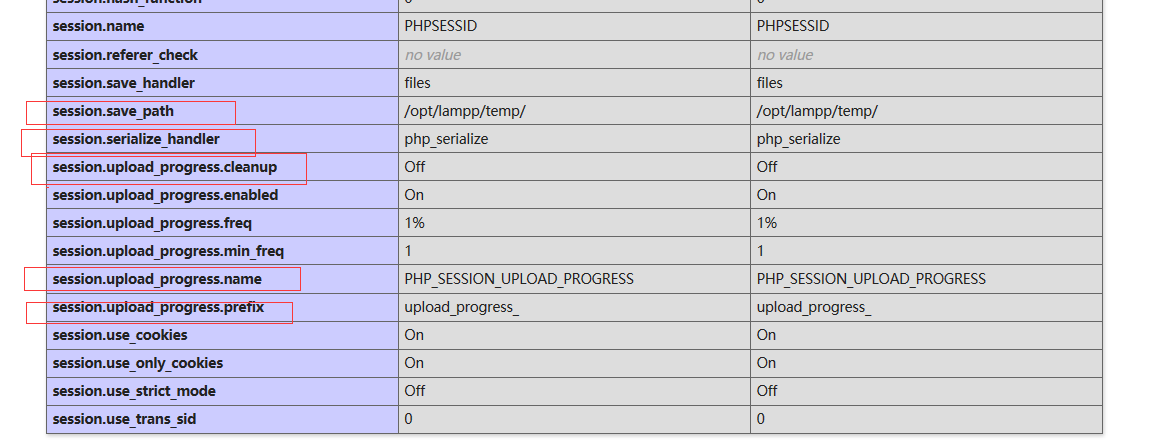 session.hash_function 0 0
session.name PHPSESSID PHPSESSID
session.referer_check no value no value
session.save_handler files files
session.save_path /opt/lampp/temp/ /opt/lampp/temp/
session.serialize_handler php_serialize php_serialize
session.upload_progress.cleanup Off Off
session.upload_progress.enabled On On
session.upload_progress.freq 1% 1%
session.upload_progress.min_freq 1 1
session.upload_progress.name PHP_SESSION_UPLOAD_PROGRESS PHP_SESSION_UPLOAD_PROGRESS
session.upload_progress.prefix upload_progress_ upload_progress_
session.use_cookies On On
session.use_only_cookies On On
session.use_strict_mode Off Off
session.use_trans_sid 0 0